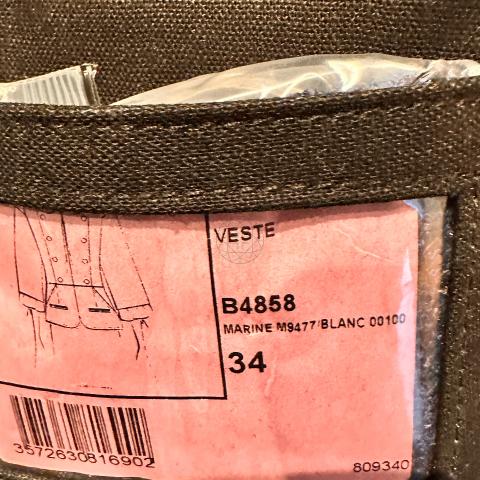 VESTE
B4858
MARINE M9477/BLANC 00100
34
3572630816902
809340